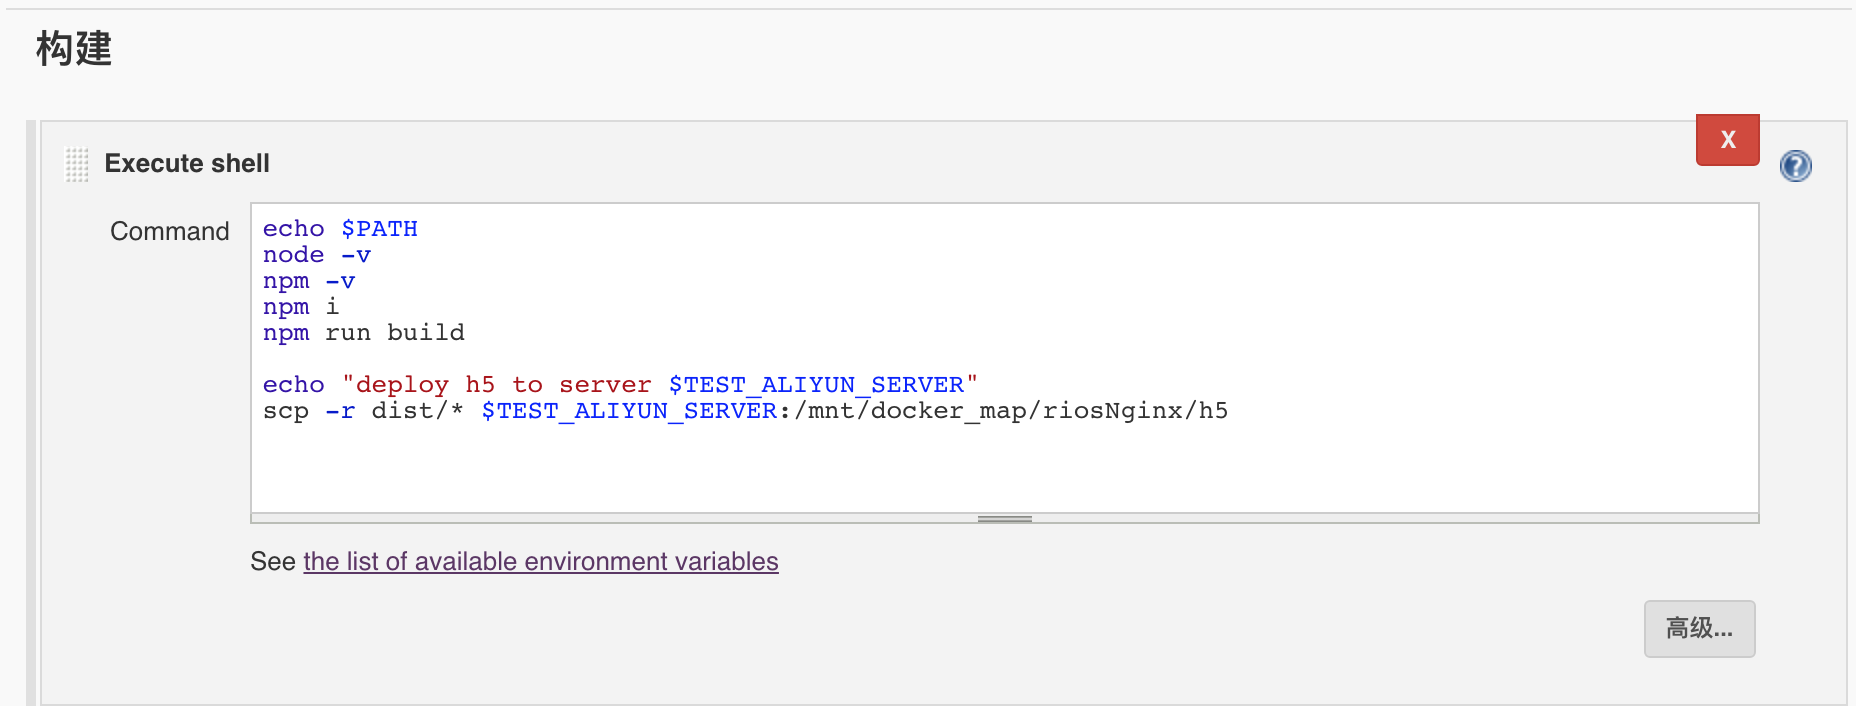 构建
X
Execute shell
?
Command
echo $PATH
node -v
npm -v
npm i
npm run build
echo "deploy h5 to server $TEST_ALIYUN_SERVER"
scp -r dist/* $TEST_ALIYUN_SERVER:/mnt/docker_map/riosNginx/h5
See the list of available environment variables
高级...